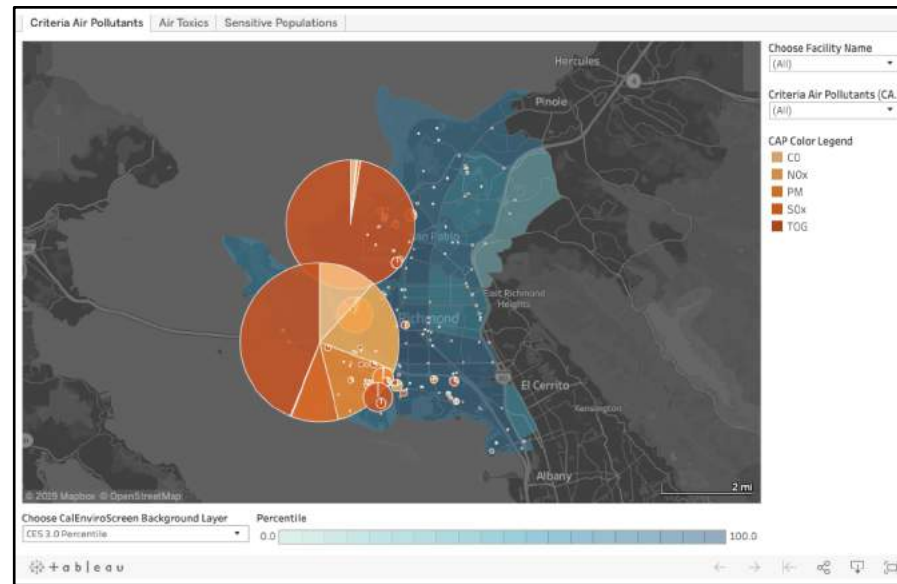 Criteria Air Pollutants
Air Toxics
Sensitive Populations
Choose Facility Name
(All)
Criteria Air Pollutants (CA..
(All)
CAP Color Legend
CO
NOx
PM
SOx
TOG
Hercules
4
Pinole
San Pablo
East Richmond
Heights
Richmond
El Cerrito
Kensington
Albany
2 mi
© 2019 Mapbox © OpenStreetMap
Choose CalEnviroScreen Background Layer
CES 3.0 Percentile
Percentile
0.0
100.0
+ a b l e a u